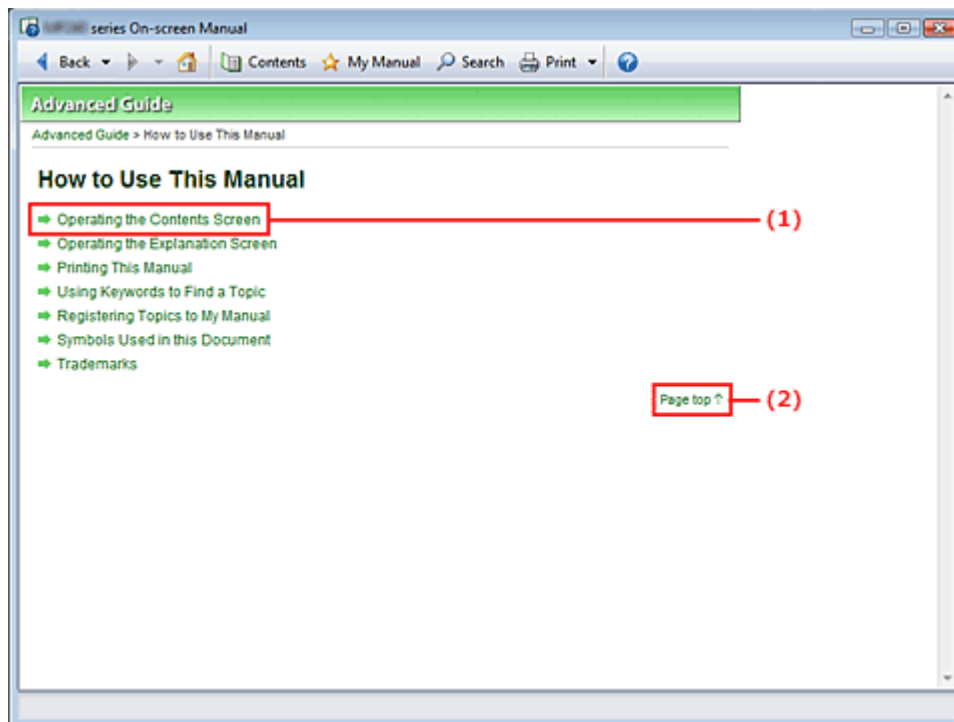 series On-screen Manual
Back Contents My Manual Search Print
Advanced Guide
Advanced Guide > How to Use This Manual
How to Use This Manual
Operating the Contents Screen (1)
Operating the Explanation Screen
Printing This Manual
Using Keywords to Find a Topic
Registering Topics to My Manual
Symbols Used in this Document
Trademarks
Page top ↑ (2)